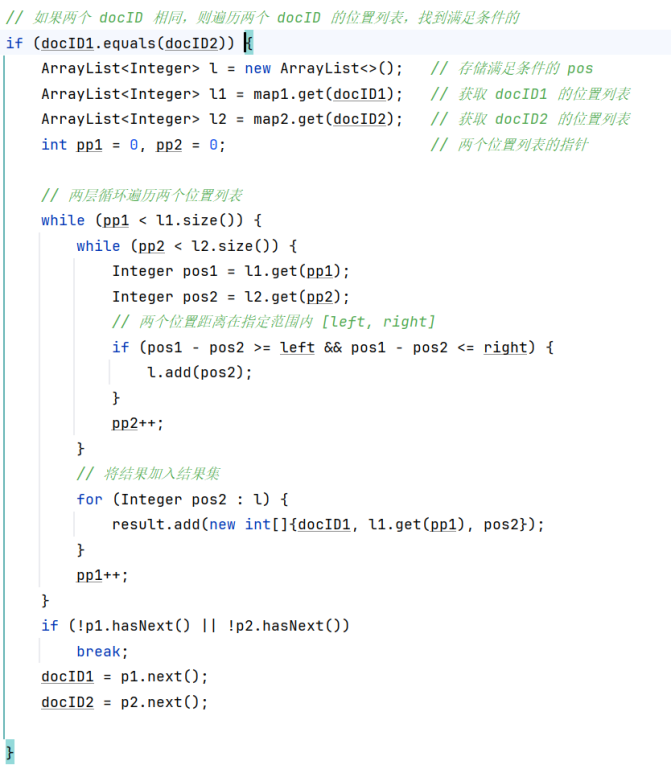 // 如果两个 docID 相同，则遍历两个 docID 的位置列表，找到满足条件的
if (docID1.equals(docID2)) {
    ArrayList<Integer> l = new ArrayList<>();   // 存储满足条件的 pos
    ArrayList<Integer> l1 = map1.get(docID1);   // 获取 docID1 的位置列表
    ArrayList<Integer> l2 = map2.get(docID2);   // 获取 docID2 的位置列表
    int pp1 = 0, pp2 = 0;                       // 两个位置列表的指针
    // 两层循环遍历两个位置列表
    while (pp1 < l1.size()) {
        while (pp2 < l2.size()) {
            Integer pos1 = l1.get(pp1);
            Integer pos2 = l2.get(pp2);
            // 两个位置距离在指定范围内 [left, right]
            if (pos1 - pos2 >= left && pos1 - pos2 <= right) {
                l.add(pos2);
            }
            pp2++;
        }
        // 将结果加入结果集
        for (Integer pos2 : l) {
            result.add(new int[]{docID1, l1.get(pp1), pos2});
        }
        pp1++;
    }
    if (!p1.hasNext() || !p2.hasNext())
        break;
    docID1 = p1.next();
    docID2 = p2.next();
}